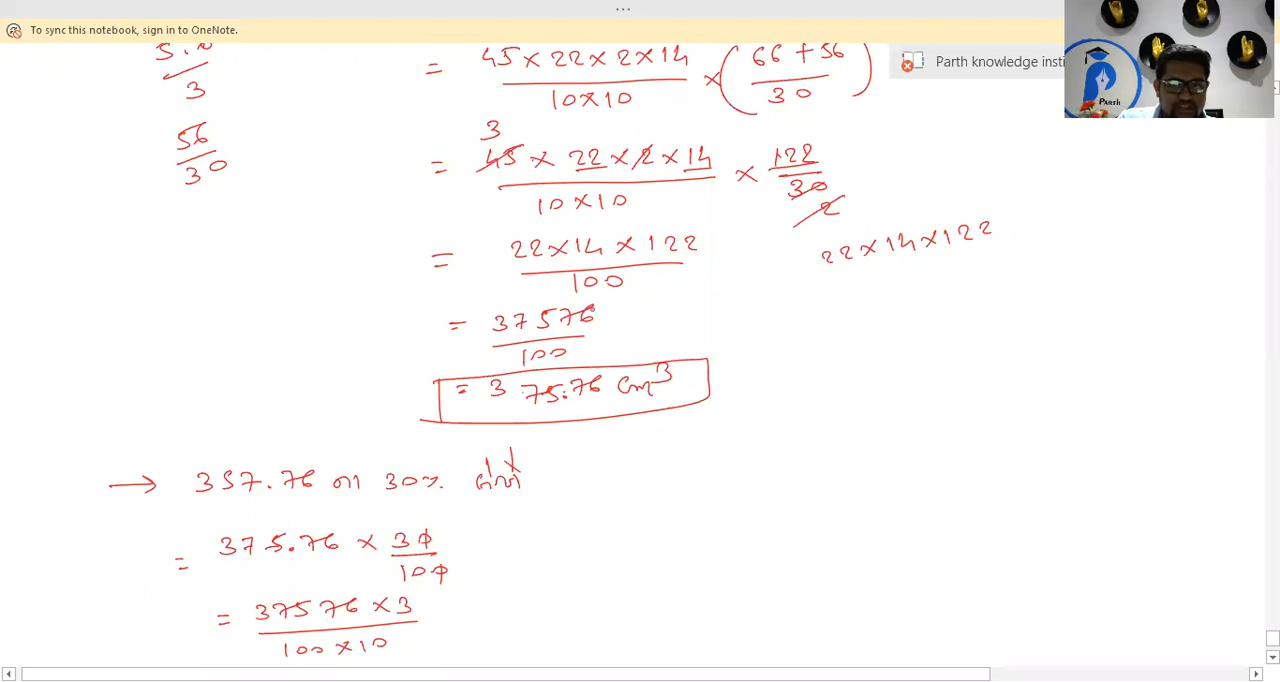 To sync this notebook, sign in to OneNote.
Parth knowledge insti
PARTH
3
56
30
= 45 × 22 × 2 × 14 / 10 × 10 × (66 + 56 / 30)
3
= 45 × 22 × 2 × 14 / 10 × 10 × 122 / 30
2
= 22 × 14 × 122 / 100
22 × 14 × 122
= 37576 / 100
= 375.76 cm³
→ 357.76 ના 30%
= 375.76 × 30 / 100
= 37576 × 3 / 100 × 10